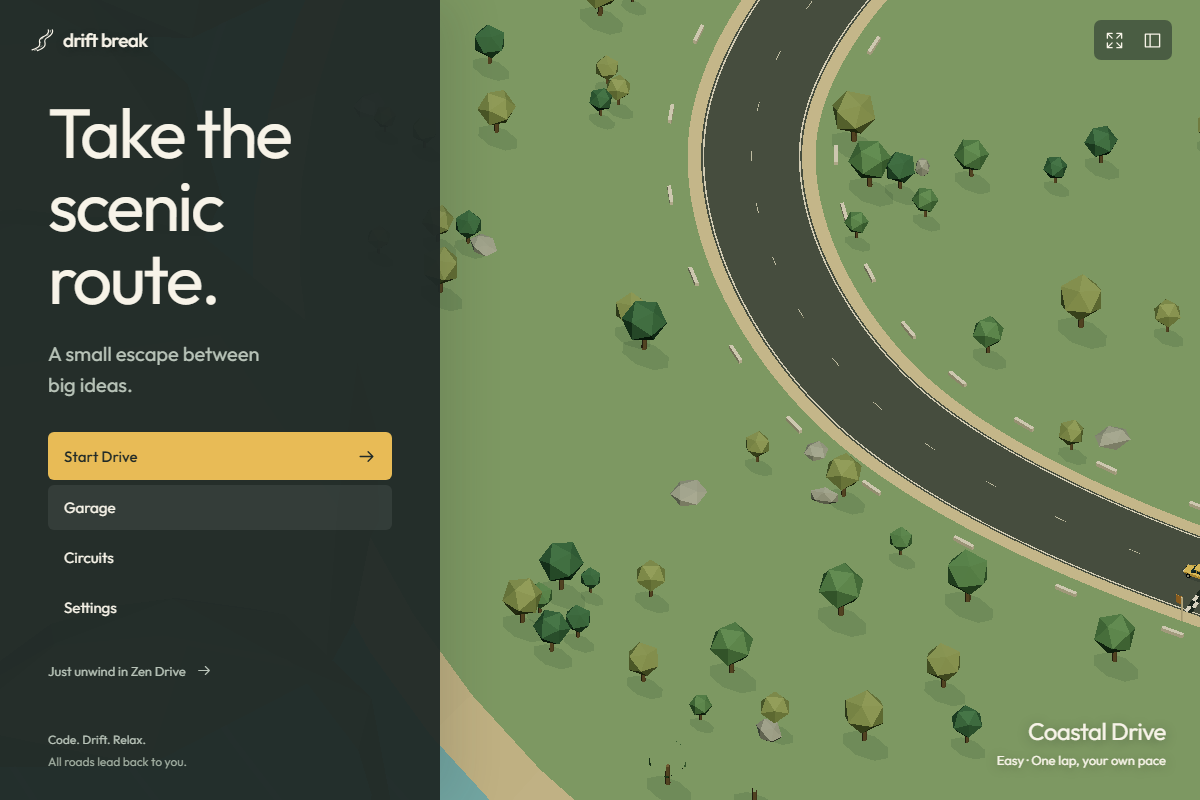 drift break
Take the
scenic
route.
A small escape between
big ideas.
Start Drive
Garage
Circuits
Settings
Just unwind in Zen Drive
Code. Drift. Relax.
All roads lead back to you.
Coastal Drive
Easy · One lap, your own pace